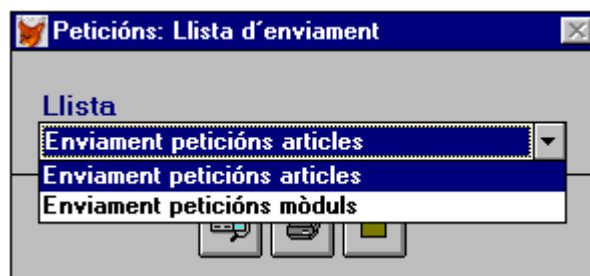 Peticións: Llista d´enviament
Llista
Enviament peticións articles
Enviament peticións articles
Enviament peticións mòduls